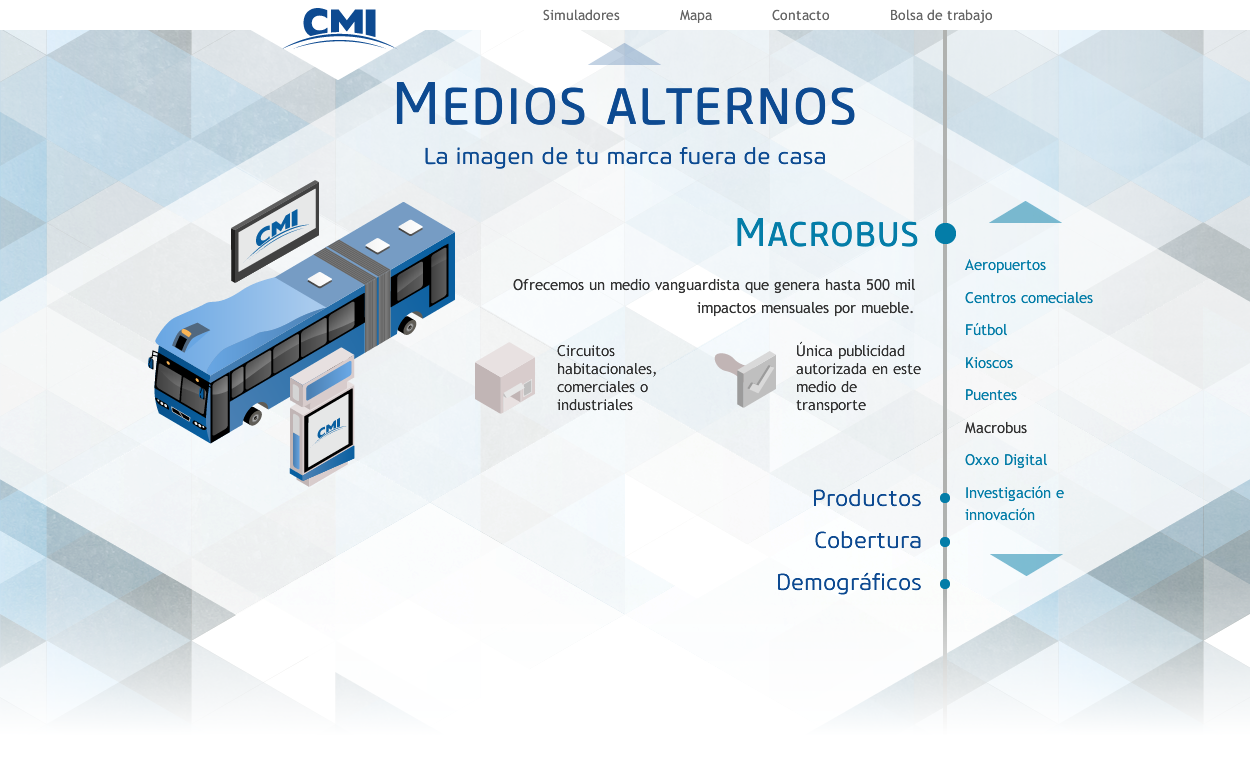 CMI
Simuladores
Mapa
Contacto
Bolsa de trabajo
Medios alternos
La imagen de tu marca fuera de casa
CMI
Macrobus
Ofrecemos un medio vanguardista que genera hasta 500 mil
impactos mensuales por mueble.
Circuitos
habitacionales,
comerciales o
industriales
Única publicidad
autorizada en este
medio de
transporte
CMI
Productos
Cobertura
Demográficos
Aeropuertos
Centros comeciales
Fútbol
Kioscos
Puentes
Macrobus
Oxxo Digital
Investigación e
innovación